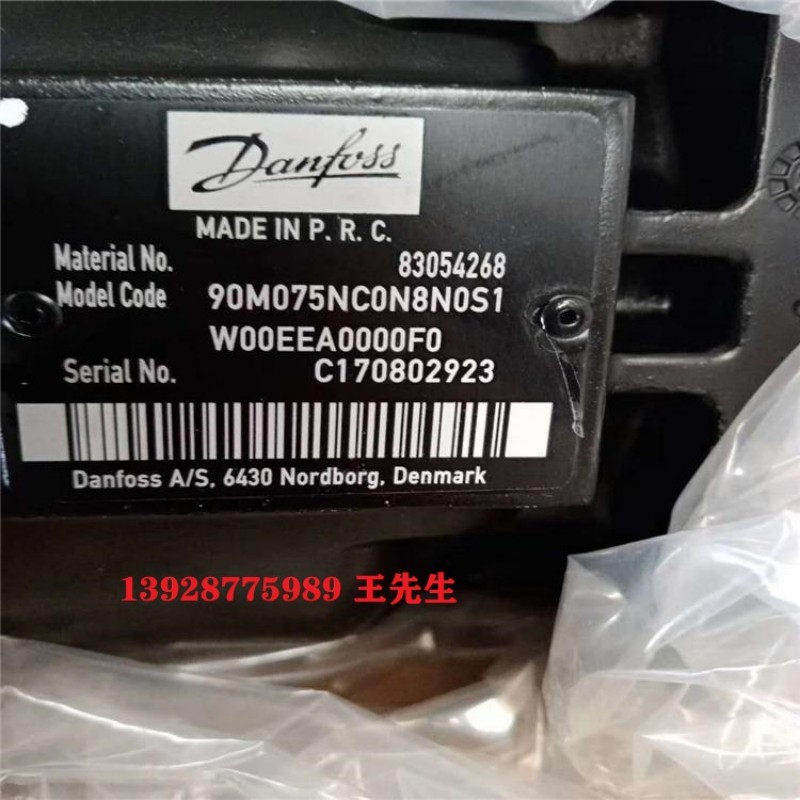 Danfoss
MADE IN P. R. C.
Material No. 83054268
Model Code 90M075NC0N8N0S1
W00EEA0000F0
Serial No. C170802923
Danfoss A/S, 6430 Nordborg, Denmark
13928775989 王先生